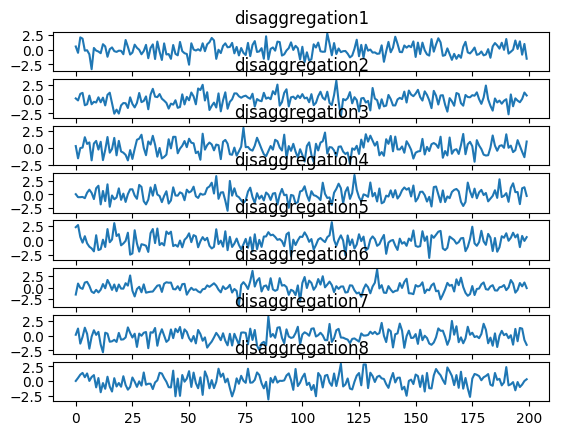 disaggregation1
2.5
0.0
−2.5
disaggregation2
2.5
0.0
−2.5
disaggregation3
2.5
0.0
−2.5
disaggregation4
2.5
0.0
−2.5
disaggregation5
2.5
0.0
−2.5
disaggregation6
2.5
0.0
−2.5
disaggregation7
2.5
0.0
−2.5
disaggregation8
2.5
0.0
−2.5
0 25 50 75 100 125 150 175 200